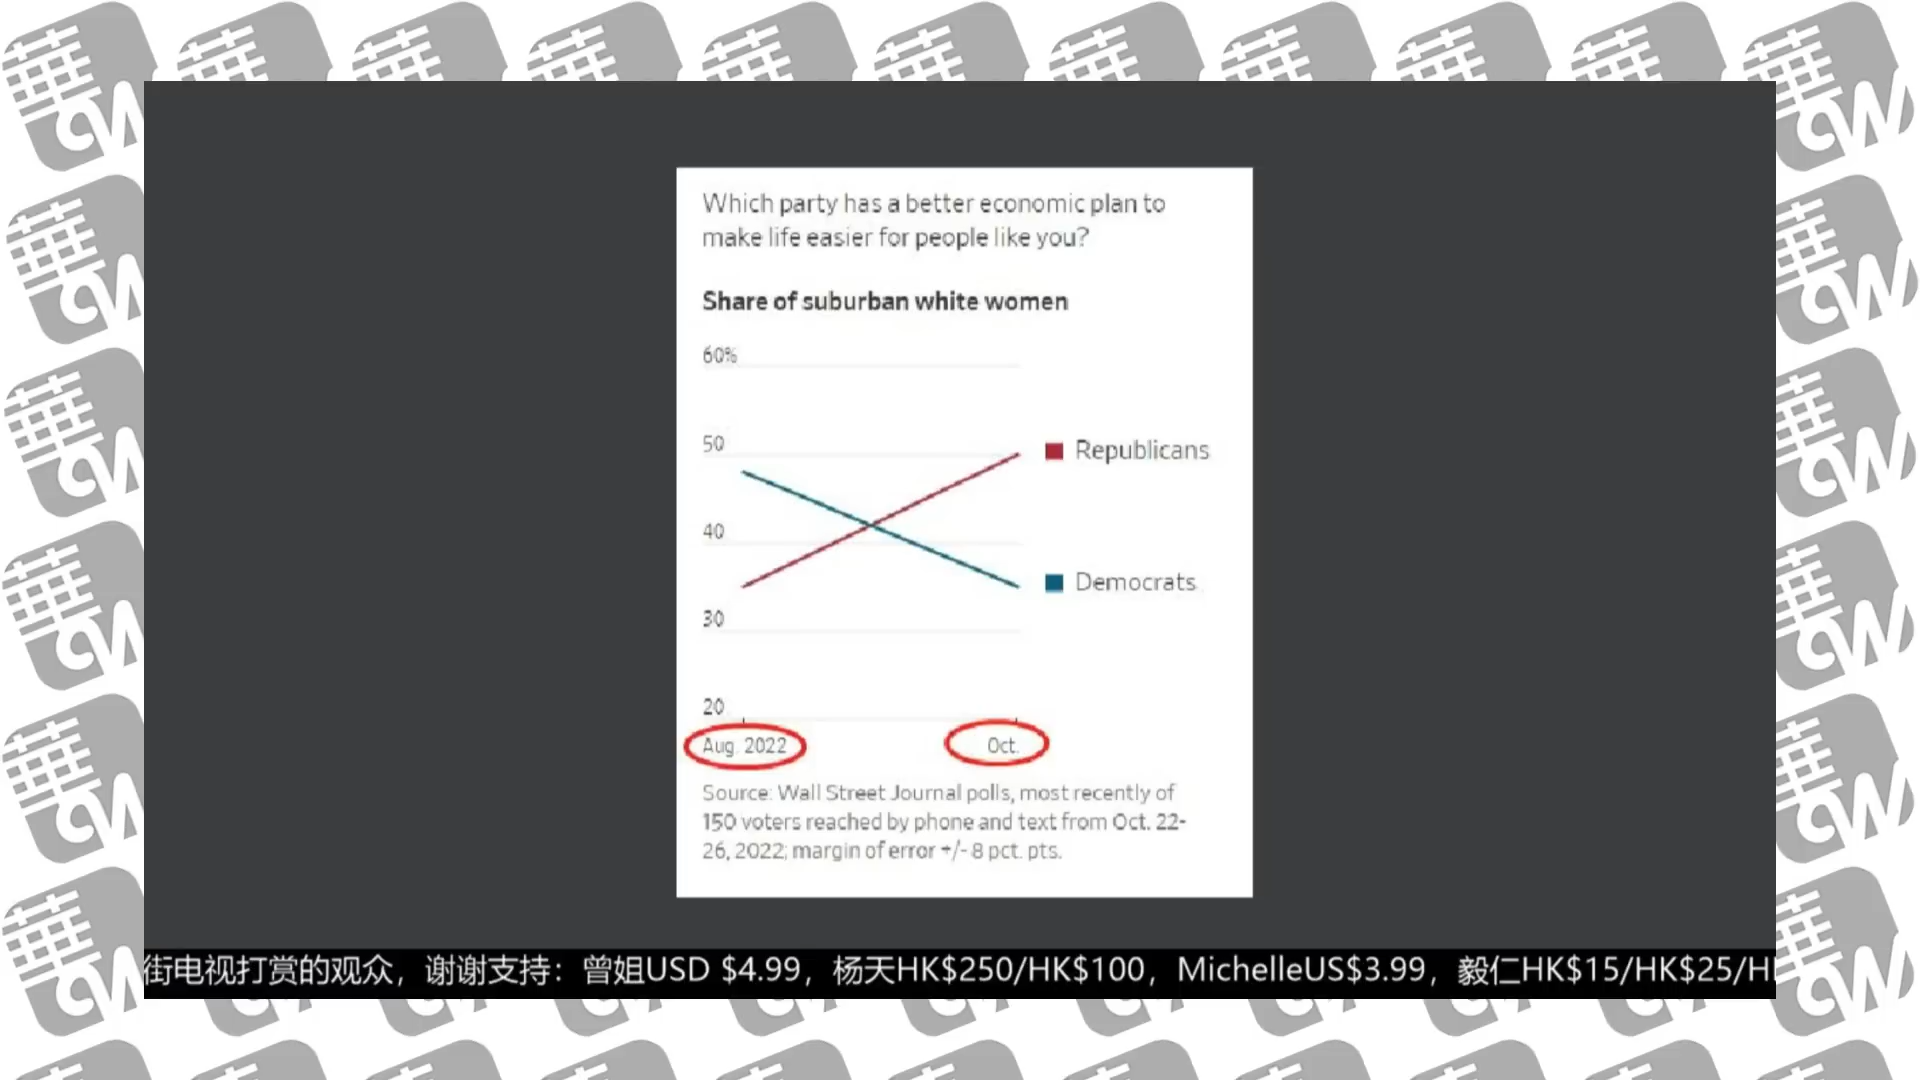 Which party has a better economic plan to
make life easier for people like you?
Share of suburban white women
60%
50
Republicans
40
Democrats
30
20
Aug. 2022
Oct.
Source: Wall Street Journal polls, most recently of
150 voters reached by phone and text from Oct. 22-
26, 2022; margin of error +/- 8 pct. pts.
街电视打赏的观众，谢谢支持：曾姐USD $4.99，杨天HK$250/HK$100，MichelleUS$3.99，毅仁HK$15/HK$25/H
華